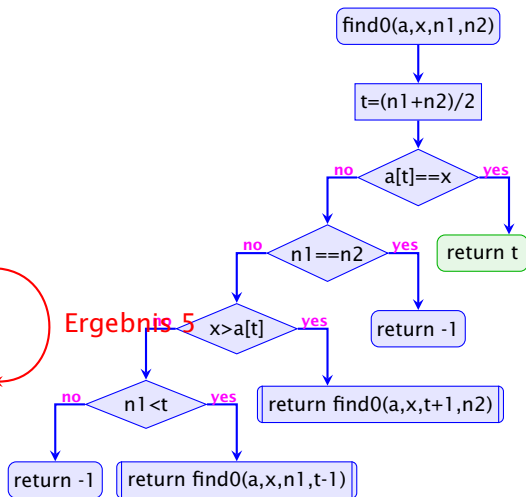 find0(a,x,n1,n2)
t=(n1+n2)/2
a[t]==x
no
yes
return t
n1==n2
no
yes
return -1
Ergebnis 5
x>a[t]
no
yes
return find0(a,x,t+1,n2)
n1<t
no
yes
return -1
return find0(a,x,n1,t-1)